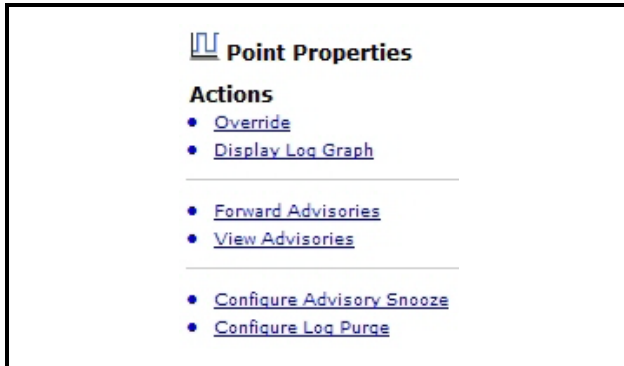 Point Properties
Actions
Override
Display Log Graph
Forward Advisories
View Advisories
Configure Advisory Snooze
Configure Log Purge